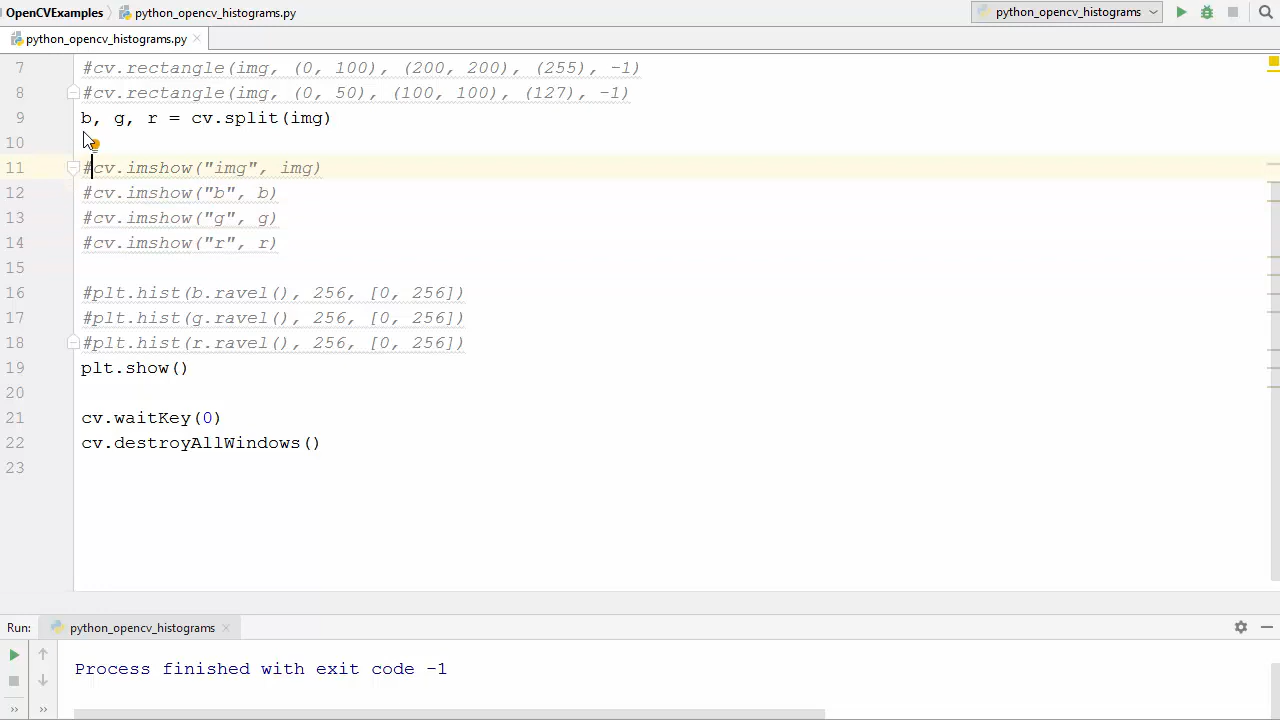 OpenCVExamples python_opencv_histograms.py python_opencv_histograms
python_opencv_histograms.py
7 #cv.rectangle(img, (0, 100), (200, 200), (255), -1)
8 #cv.rectangle(img, (0, 50), (100, 100), (127), -1)
9 b, g, r = cv.split(img)
10
11 #cv.imshow("img", img)
12 #cv.imshow("b", b)
13 #cv.imshow("g", g)
14 #cv.imshow("r", r)
15
16 #plt.hist(b.ravel(), 256, [0, 256])
17 #plt.hist(g.ravel(), 256, [0, 256])
18 #plt.hist(r.ravel(), 256, [0, 256])
19 plt.show()
20
21 cv.waitKey(0)
22 cv.destroyAllWindows()
23
Run: python_opencv_histograms
Process finished with exit code -1